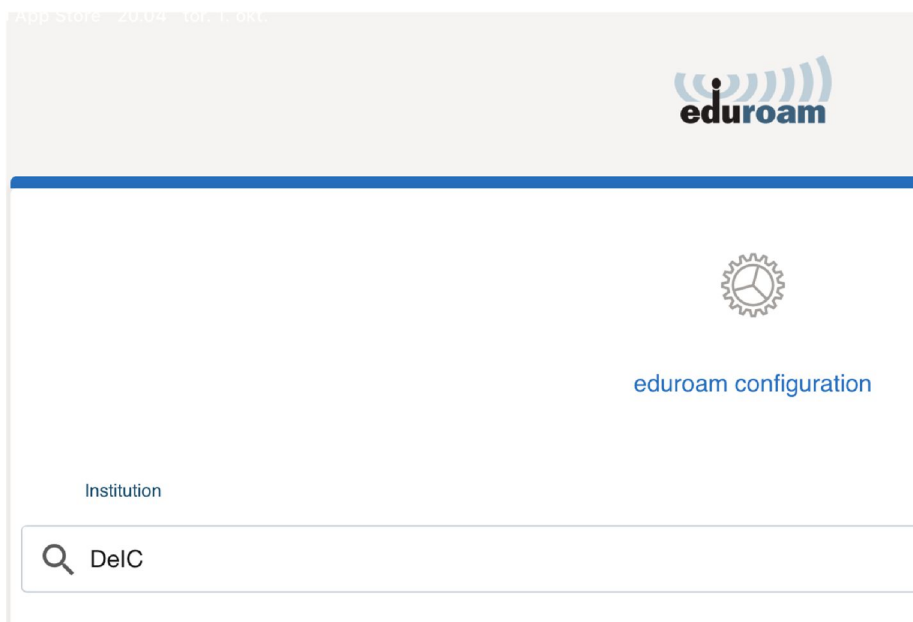 App Store 20.04 tor. 1. okt.
eduroam
eduroam configuration
Institution
DeIC